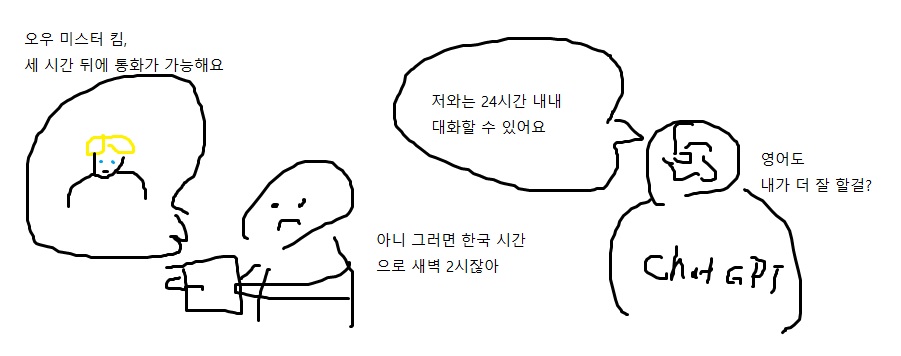 오우 미스터 킴,
세 시간 뒤에 통화가 가능해요
아니 그러면 한국 시간
으로 새벽 2시잖아
저와는 24시간 내내
대화할 수 있어요
영어도
내가 더 잘 할걸?
Chat GPT